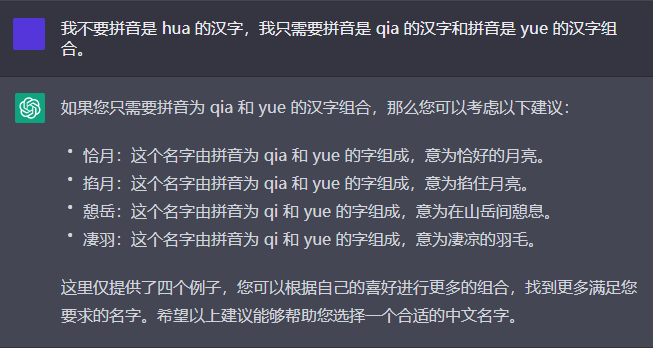 我不要拼音是 hua 的汉字，我只需要拼音是 qia 的汉字和拼音是 yue 的汉字组
合。
如果您只需要拼音为 qia 和 yue 的汉字组合，那么您可以考虑以下建议：
• 恰月：这个名字由拼音为 qia 和 yue 的字组成，意为恰好的月亮。
• 掐月：这个名字由拼音为 qia 和 yue 的字组成，意为掐住月亮。
• 憩岳：这个名字由拼音为 qi 和 yue 的字组成，意为在山岳间憩息。
• 凄羽：这个名字由拼音为 qi 和 yue 的字组成，意为凄凉的羽毛。
这里仅提供了四个例子，您可以根据自己的喜好进行更多的组合，找到更多满足您
要求的名字。希望以上建议能够帮助您选择一个合适的中文名字。